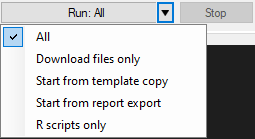 Run: All
Stop
All
Download files only
Start from template copy
Start from report export
R scripts only